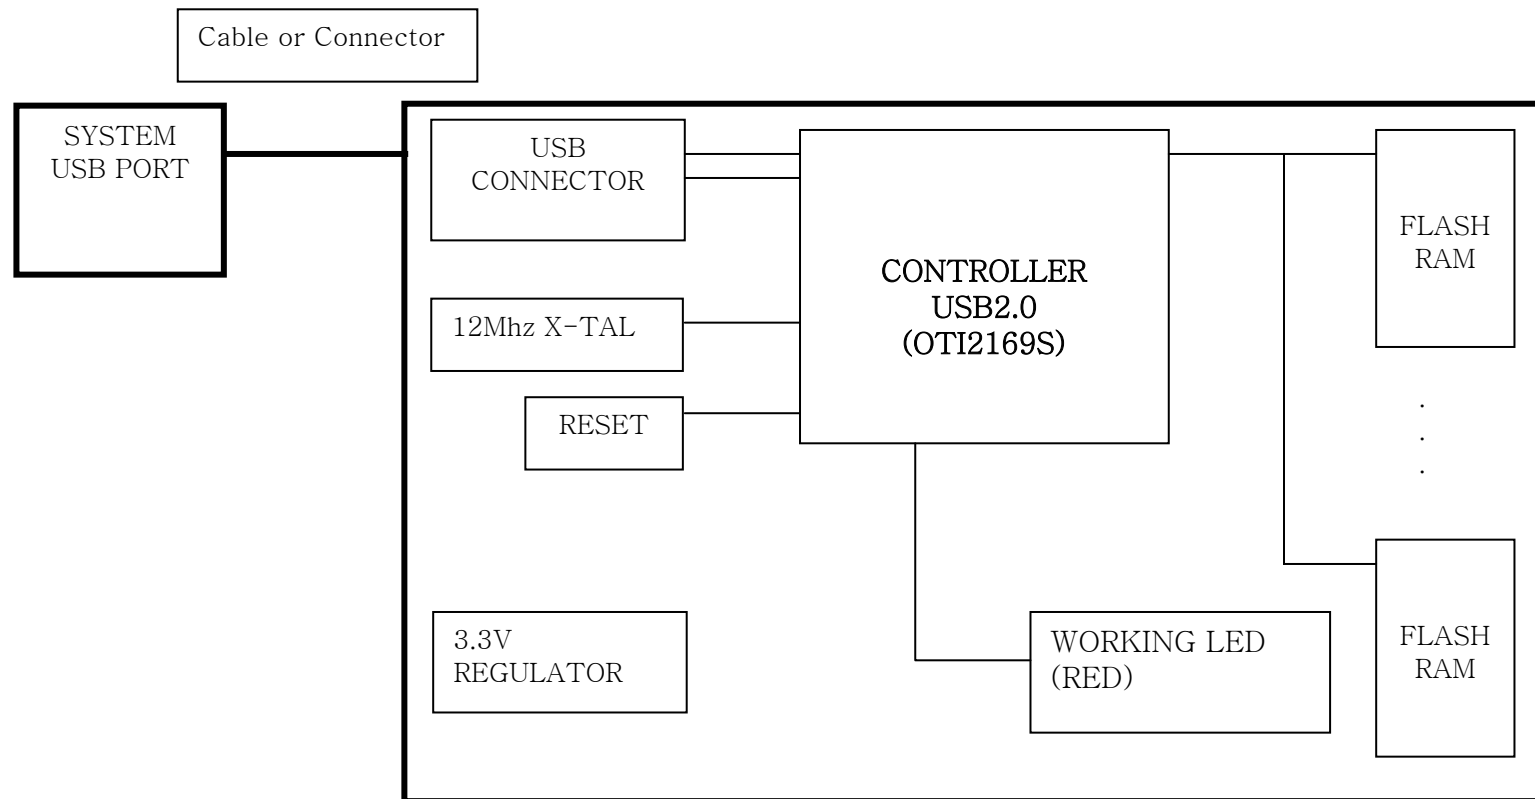 Cable or Connector
SYSTEM
USB PORT
USB
CONNECTOR
CONTROLLER
USB2.0
(OTI2169S)
FLASH
RAM
12Mhz X-TAL
RESET
.
.
.
3.3V
REGULATOR
WORKING LED
(RED)
FLASH
RAM